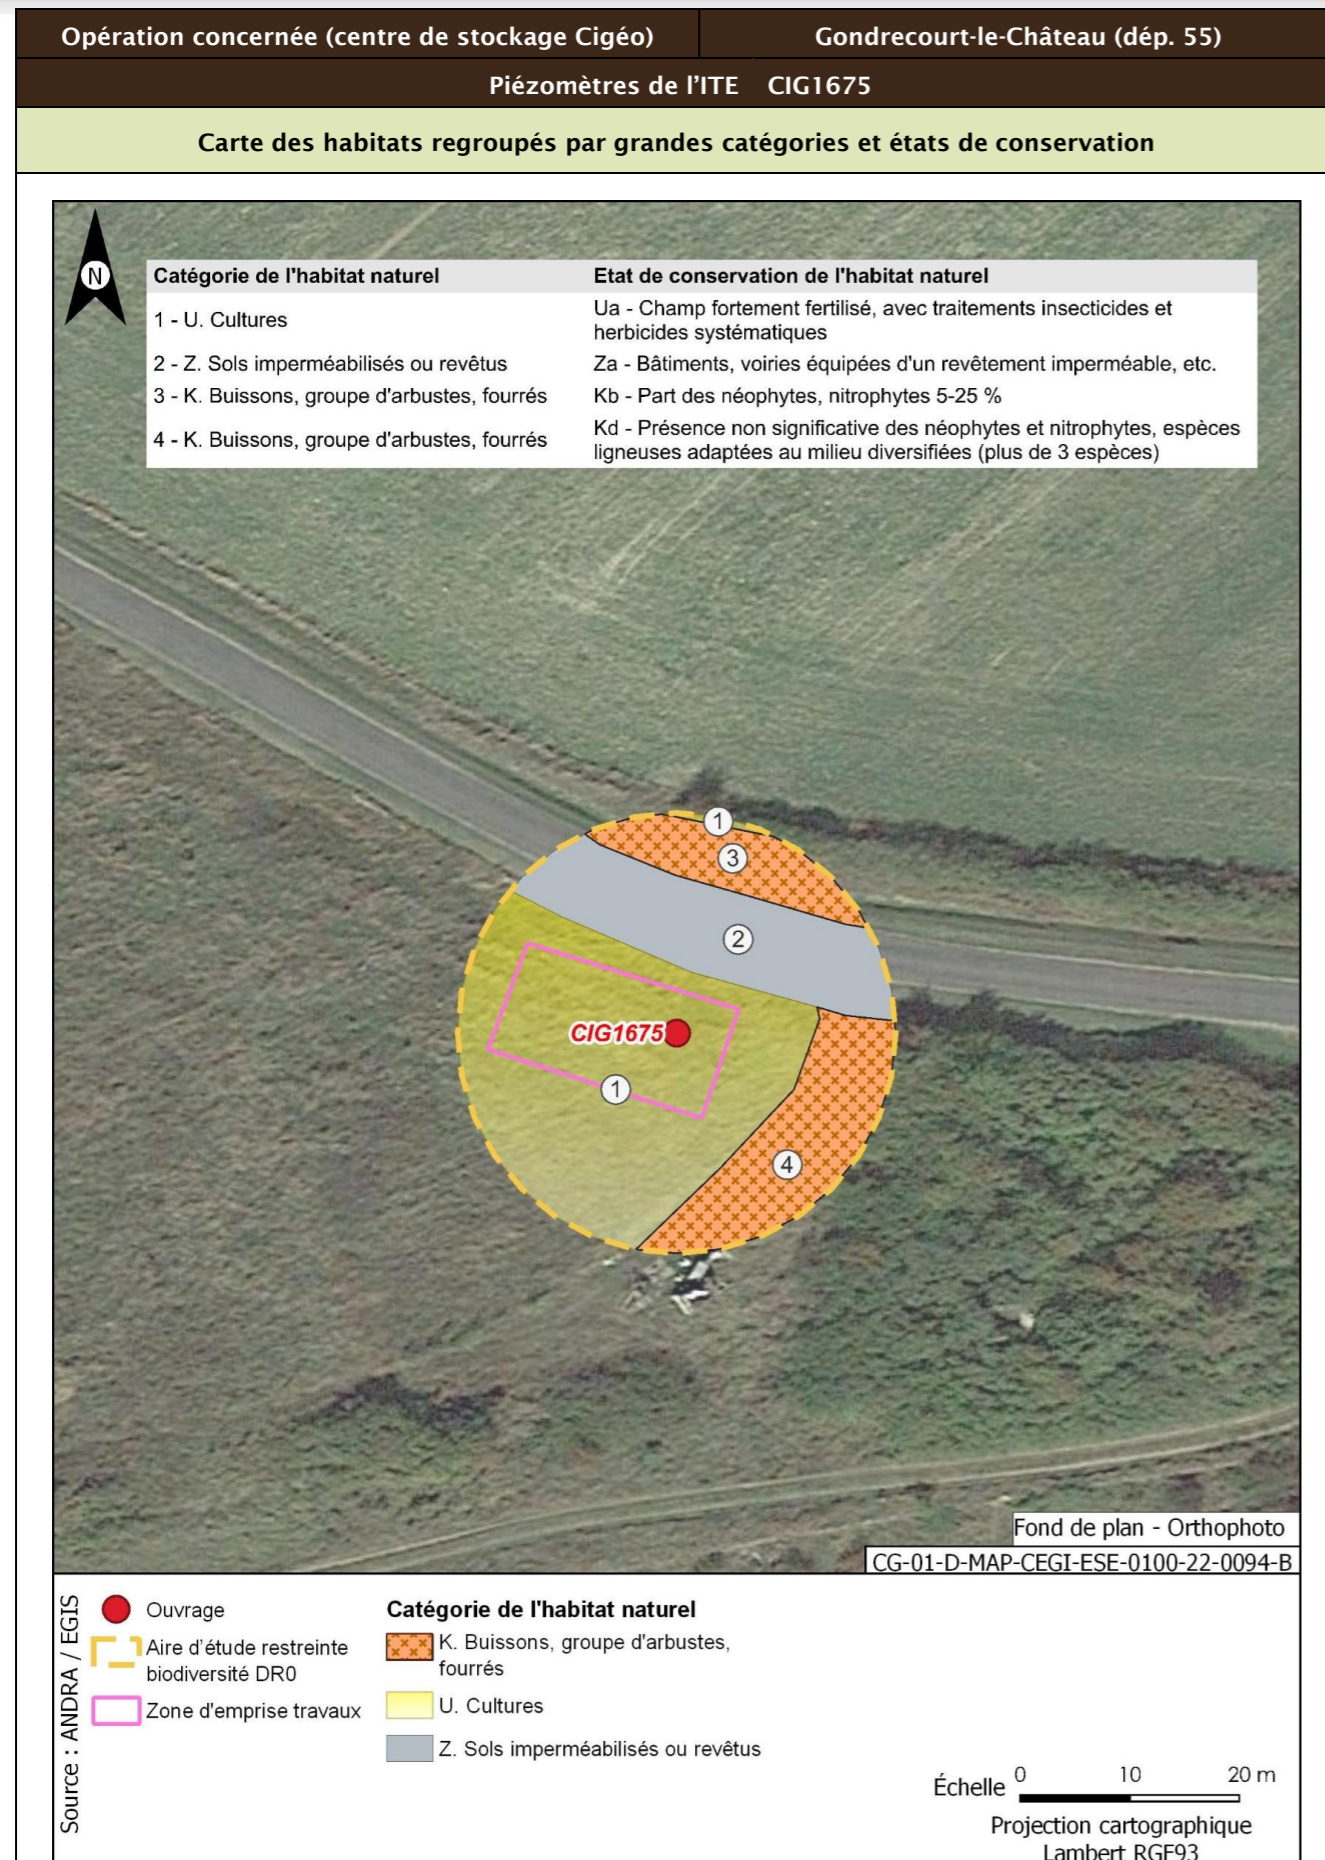 Opération concernée (centre de stockage Cigéo)
Gondrecourt-le-Château (dép. 55)
Piézomètres de l'ITE CIG1675
Carte des habitats regroupés par grandes catégories et états de conservation
N
Catégorie de l'habitat naturel
Etat de conservation de l'habitat naturel
1 - U. Cultures
Ua - Champ fortement fertilisé, avec traitements insecticides et
herbicides systématiques
2 - Z. Sols imperméabilisés ou revêtus
Za - Bâtiments, voiries équipées d'un revêtement imperméable, etc.
3 - K. Buissons, groupe d'arbustes, fourrés
Kb - Part des néophytes, nitrophytes 5-25 %
4 - K. Buissons, groupe d'arbustes, fourrés
Kd - Présence non significative des néophytes et nitrophytes, espèces
ligneuses adaptées au milieu diversifiées (plus de 3 espèces)
1
3
2
CIG1675
1
4
Fond de plan - Orthophoto
CG-01-D-MAP-CEGI-ESE-0100-22-0094-B
Source : ANDRA / EGIS
Ouvrage
Aire d'étude restreinte
biodiversité DR0
Zone d'emprise travaux
Catégorie de l'habitat naturel
K. Buissons, groupe d'arbustes,
fourrés
U. Cultures
Z. Sols imperméabilisés ou revêtus
Échelle 0 10 20 m
Projection cartographique
Lambert RGF93